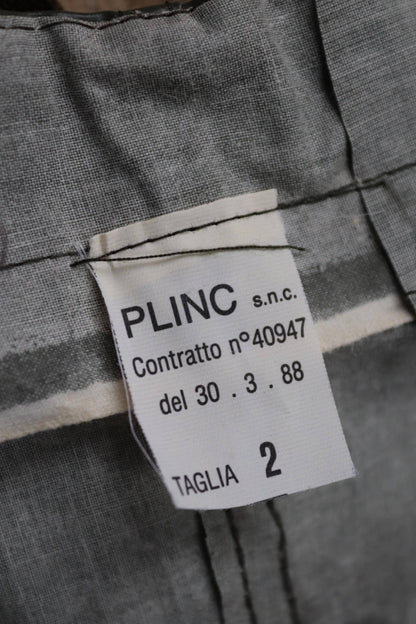 PLINC s.n.c.
Contratto n°40947
del 30 . 3 . 88
TAGLIA 2